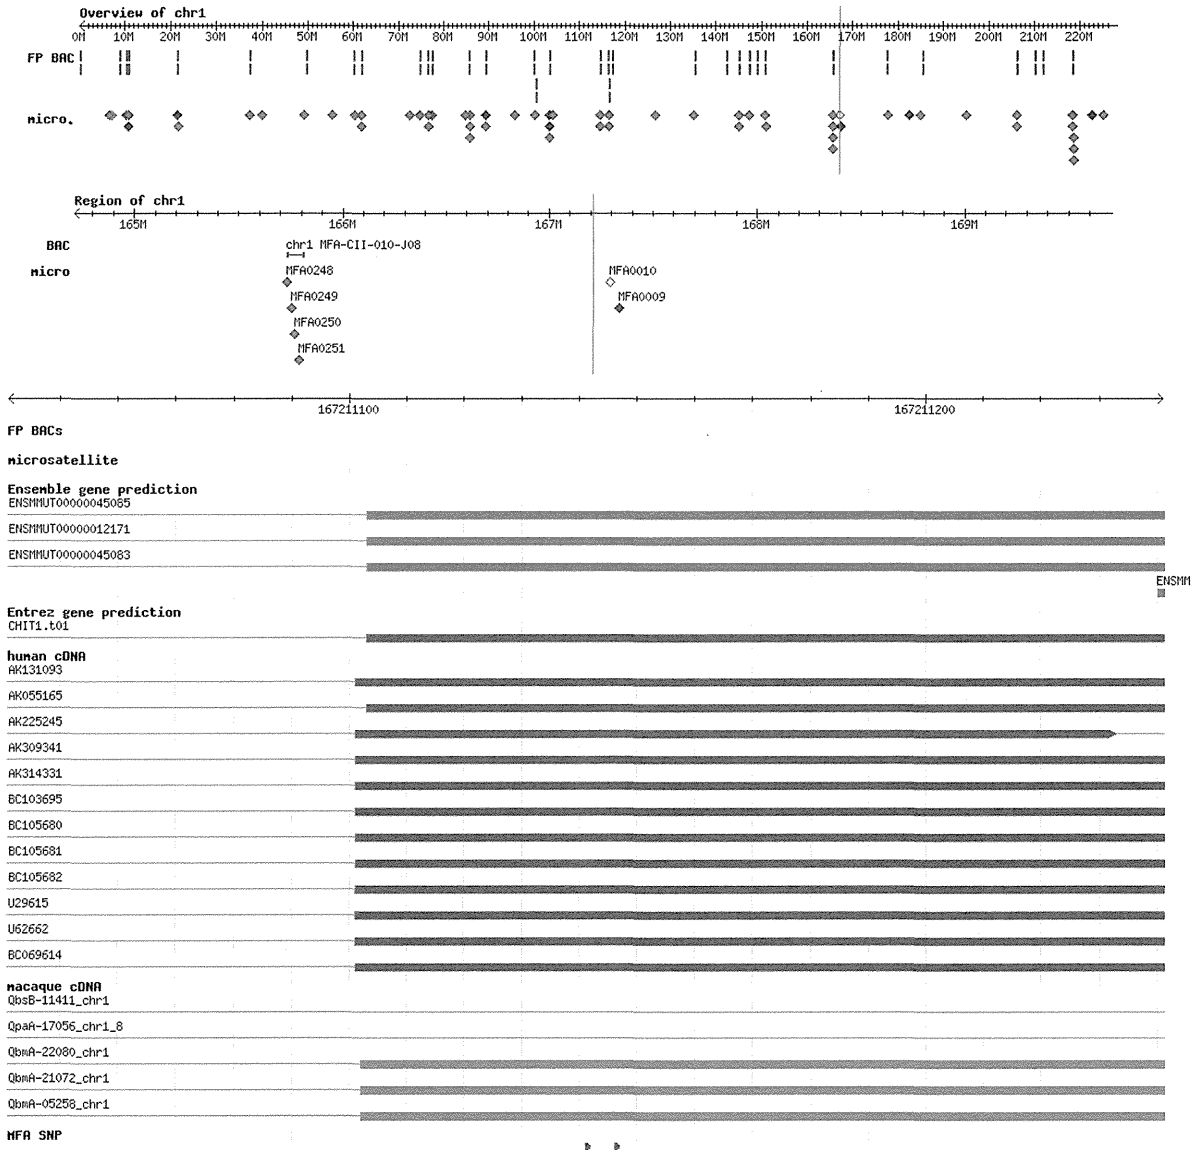 Overview of chr1
0M 10M 20M 30M 40M 50M 60M 70M 80M 90M 100M 110M 120M 130M 140M 150M 160M 170M 180M 190M 200M 210M 220M
FP BAC
micro.
Region of chr1
165M 166M 167M 168M 169M
BAC
chr1 MFA-CII-010-J08
micro
MFA0248 MFA0010
MFA0249 MFA0009
MFA0250
MFA0251
167211100 167211200
FP BACs
microsatellite
Ensemble gene prediction
ENSMMUT00000045085
ENSMMUT00000012171
ENSMMUT00000045083
ENSMM
Entrez gene prediction
CHIT1.t01
human cDNA
AK131093
AK055165
AK225245
AK309341
AK314331
BC103695
BC105680
BC105681
BC105682
U29615
U62662
BC069614
macaque cDNA
QbsB-11411_chr1
QpaA-17056_chr1_8
QbmA-22080_chr1
QbmA-21072_chr1
QbmA-05258_chr1
MFA SNP